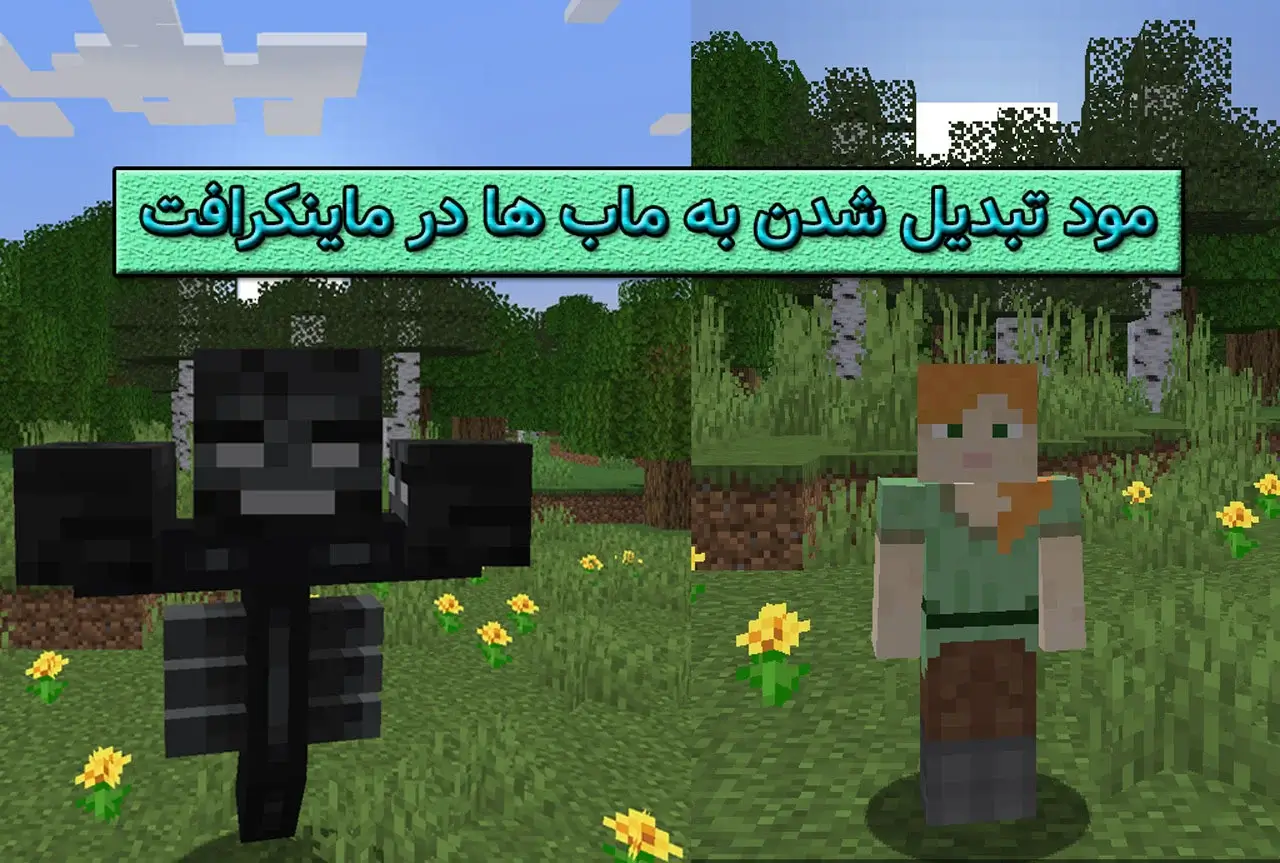 مود تبدیل شدن به ماب ها در ماینکرافت